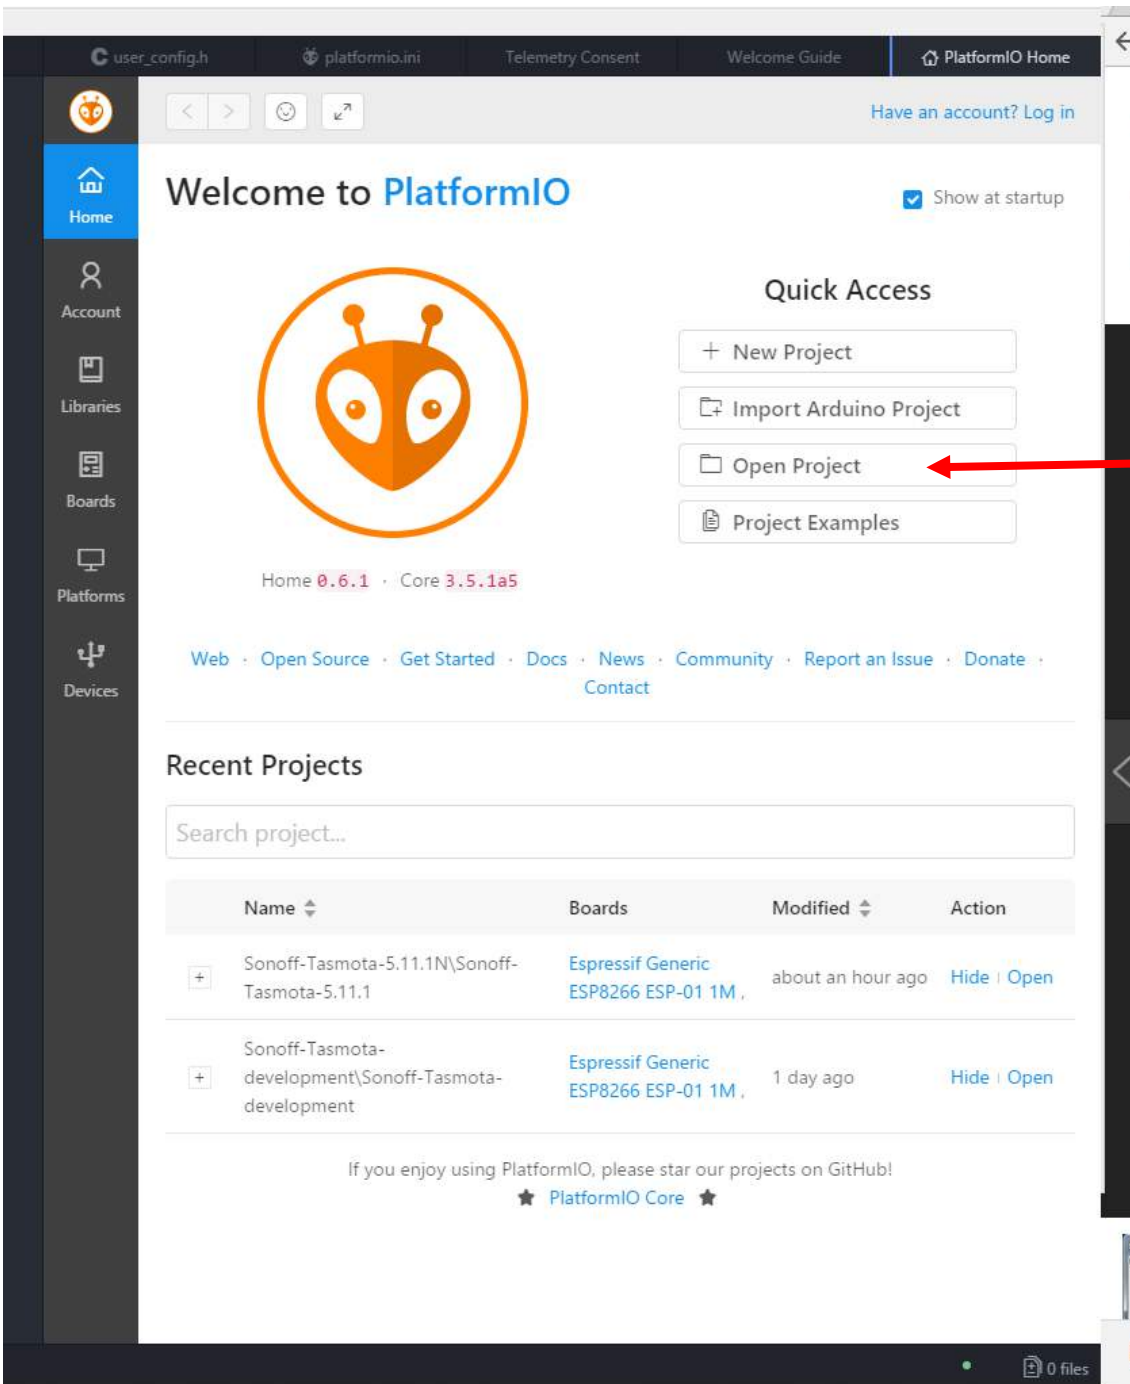 user_config.h platformio.ini Telemetry Consent Welcome Guide PlatformIO Home
Have an account? Log in
Home
Account
Libraries
Boards
Platforms
Devices
Welcome to PlatformIO
Show at startup
Quick Access
New Project
Import Arduino Project
Open Project
Project Examples
Home 0.6.1 · Core 3.5.1a5
Web · Open Source · Get Started · Docs · News · Community · Report an Issue · Donate ·
Contact
Recent Projects
Search project...
Name Boards Modified Action
Sonoff-Tasmota-5.11.1N\Sonoff-
Tasmota-5.11.1
Espressif Generic
ESP8266 ESP-01 1M ,
about an hour ago
Hide Open
Sonoff-Tasmota-
development\Sonoff-Tasmota-
development
Espressif Generic
ESP8266 ESP-01 1M ,
1 day ago
Hide Open
If you enjoy using PlatformIO, please star our projects on GitHub!
PlatformIO Core
0 files